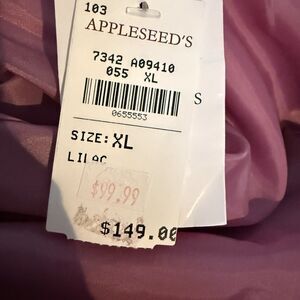 103
APPLESEED'S
7342 A09410
055 XL
S
0655553
SIZE: XL
LILAC
$99.99
$149.00